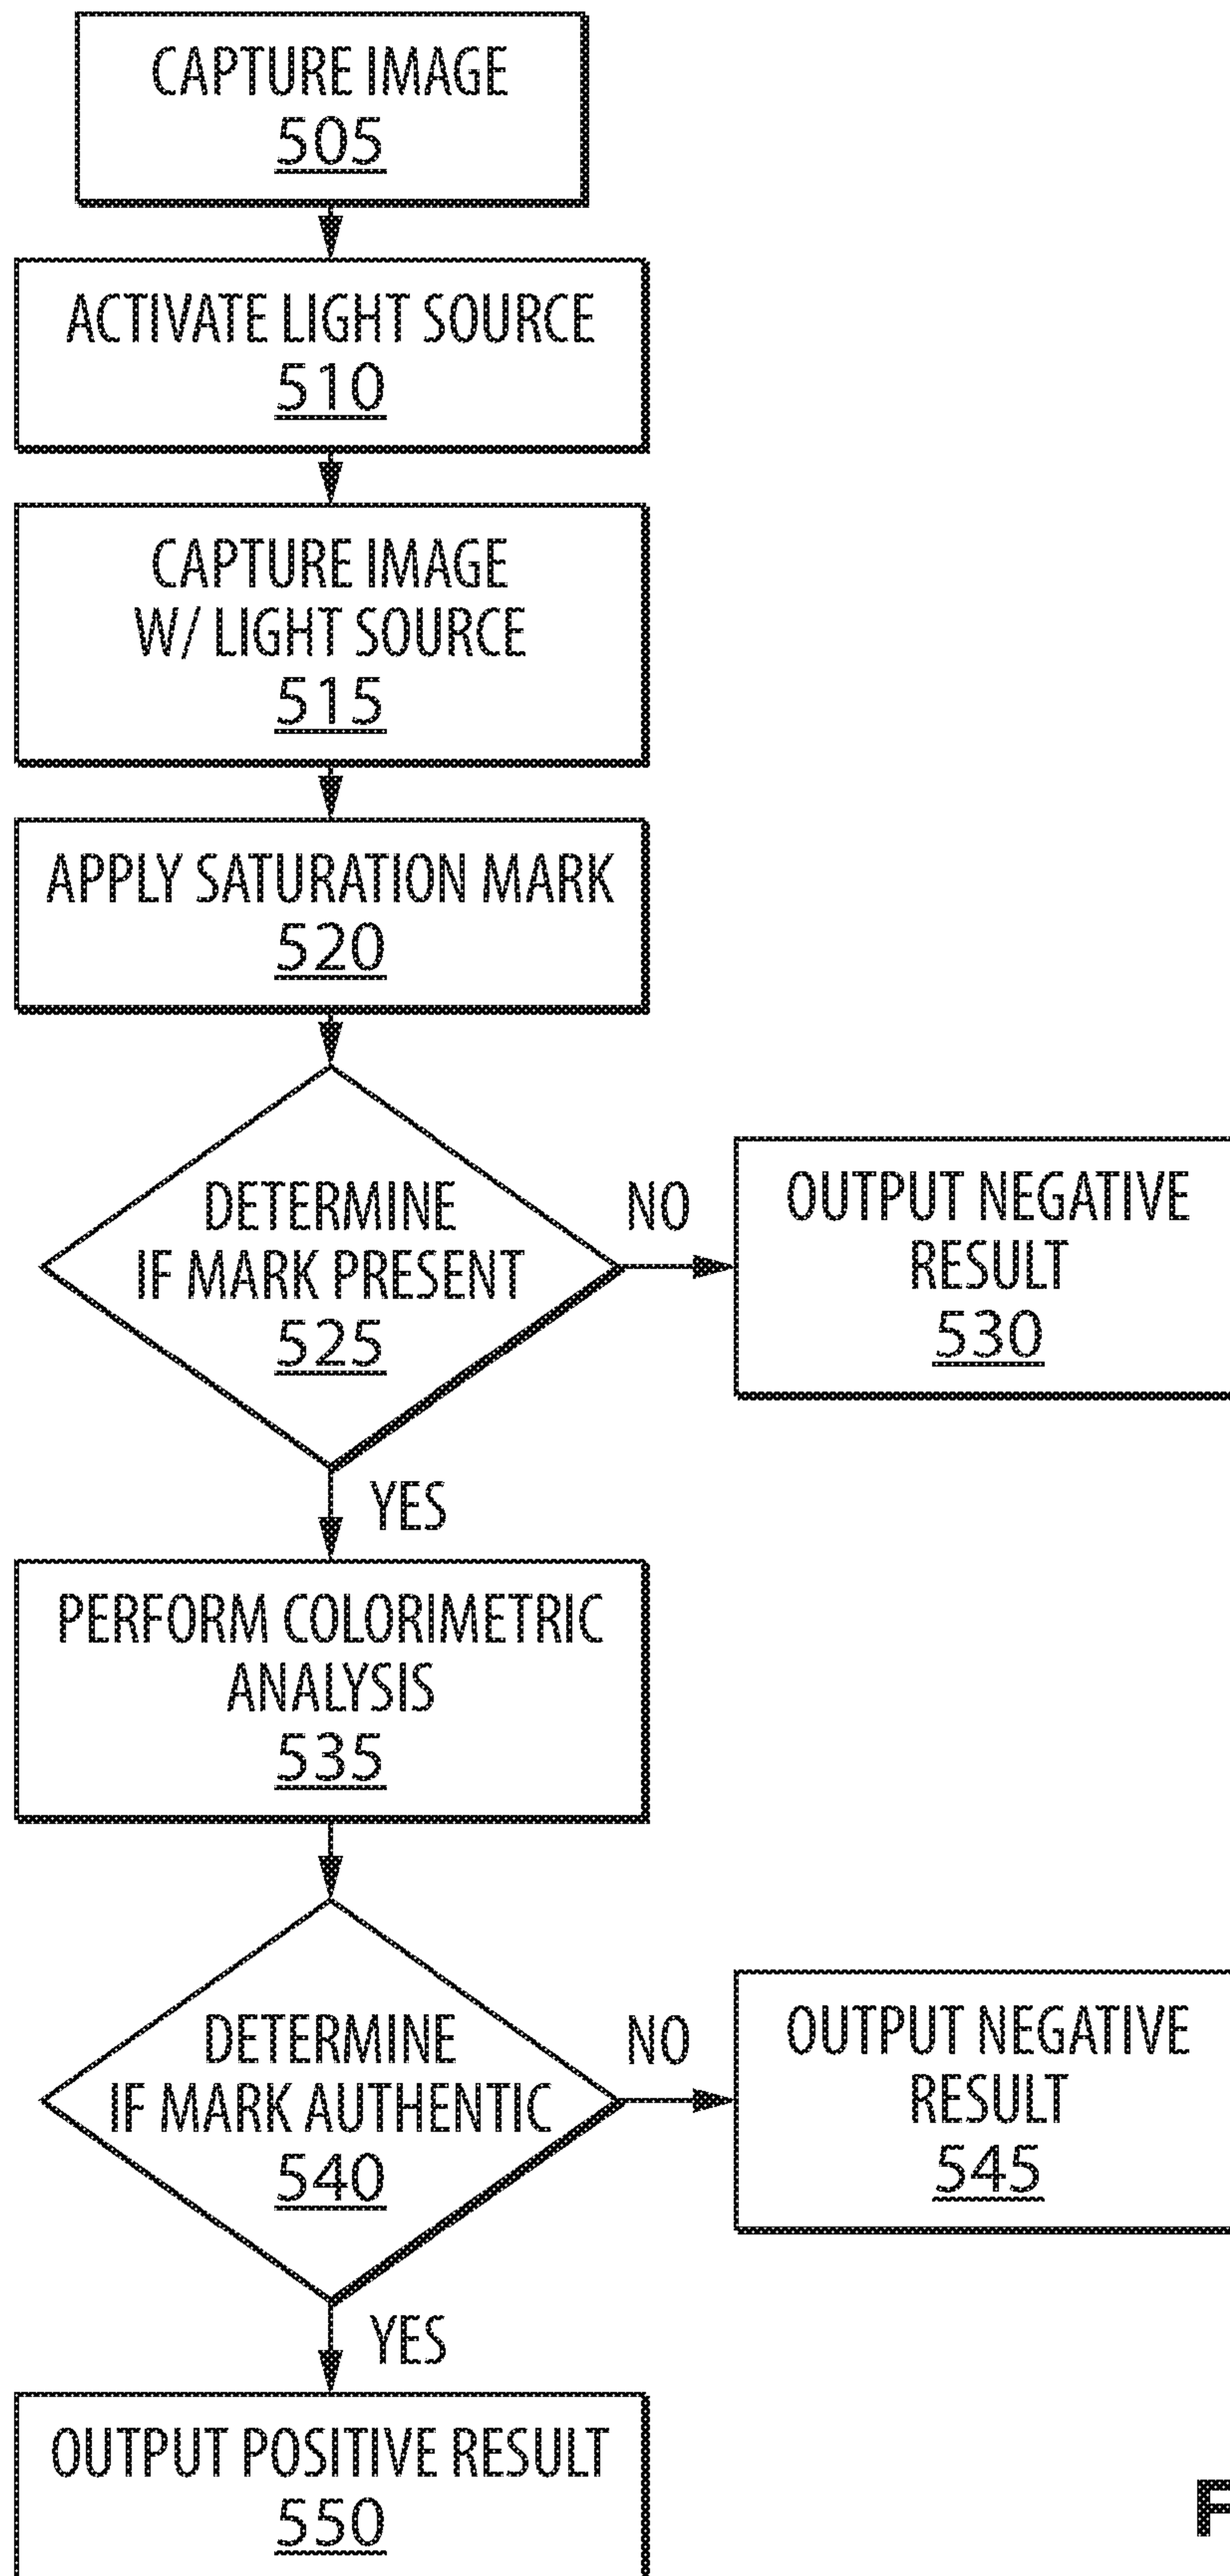 CAPTURE IMAGE
505
ACTIVATE LIGHT SOURCE
510
CAPTURE IMAGE
W/ LIGHT SOURCE
515
APPLY SATURATION MARK
520
DETERMINE
IF MARK PRESENT
525
NO
OUTPUT NEGATIVE
RESULT
530
YES
PERFORM COLORIMETRIC
ANALYSIS
535
DETERMINE
IF MARK AUTHENTIC
540
NO
OUTPUT NEGATIVE
RESULT
545
YES
OUTPUT POSITIVE RESULT
550
F